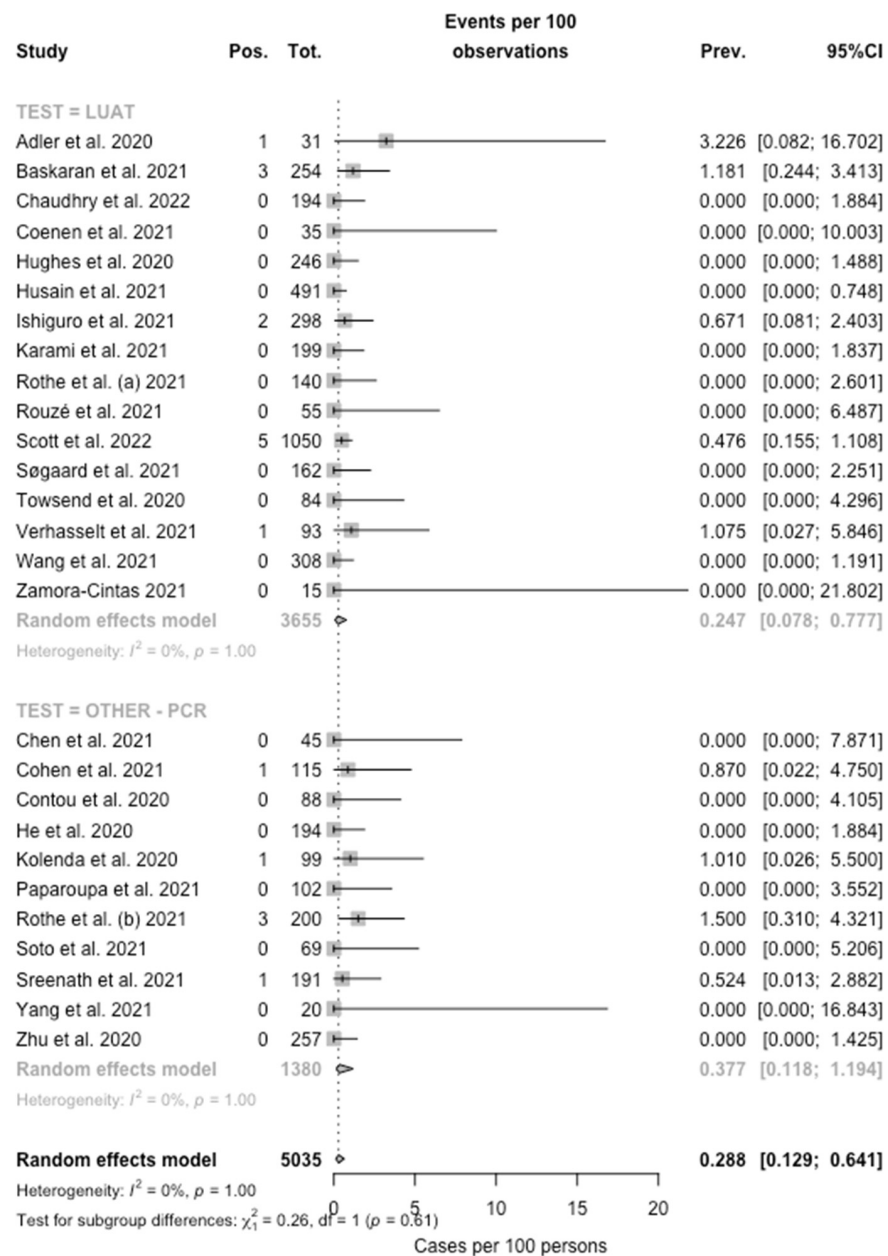 Events per 100
Study Pos. Tot. observations Prev. 95%CI
TEST = LUAT
Adler et al. 2020 1 31 3.226 [0.082; 16.702]
Baskaran et al. 2021 3 254 1.181 [0.244; 3.413]
Chaudhry et al. 2022 0 194 0.000 [0.000; 1.884]
Coenen et al. 2021 0 35 0.000 [0.000; 10.003]
Hughes et al. 2020 0 246 0.000 [0.000; 1.488]
Husain et al. 2021 0 491 0.000 [0.000; 0.748]
Ishiguro et al. 2021 2 298 0.671 [0.081; 2.403]
Karami et al. 2021 0 199 0.000 [0.000; 1.837]
Rothe et al. (a) 2021 0 140 0.000 [0.000; 2.601]
Rouzé et al. 2021 0 55 0.000 [0.000; 6.487]
Scott et al. 2022 5 1050 0.476 [0.155; 1.108]
Søgaard et al. 2021 0 162 0.000 [0.000; 2.251]
Towsend et al. 2020 0 84 0.000 [0.000; 4.296]
Verhasselt et al. 2021 1 93 1.075 [0.027; 5.846]
Wang et al. 2021 0 308 0.000 [0.000; 1.191]
Zamora-Cintas 2021 0 15 0.000 [0.000; 21.802]
Random effects model 3655 0.247 [0.078; 0.777]
Heterogeneity: I² = 0%, p = 1.00
TEST = OTHER - PCR
Chen et al. 2021 0 45 0.000 [0.000; 7.871]
Cohen et al. 2021 1 115 0.870 [0.022; 4.750]
Contou et al. 2020 0 88 0.000 [0.000; 4.105]
He et al. 2020 0 194 0.000 [0.000; 1.884]
Kolenda et al. 2020 1 99 1.010 [0.026; 5.500]
Paparoupa et al. 2021 0 102 0.000 [0.000; 3.552]
Rothe et al. (b) 2021 3 200 1.500 [0.310; 4.321]
Soto et al. 2021 0 69 0.000 [0.000; 5.206]
Sreenath et al. 2021 1 191 0.524 [0.013; 2.882]
Yang et al. 2021 0 20 0.000 [0.000; 16.843]
Zhu et al. 2020 0 257 0.000 [0.000; 1.425]
Random effects model 1380 0.377 [0.118; 1.194]
Heterogeneity: I² = 0%, p = 1.00
Random effects model 5035 0.288 [0.129; 0.641]
Heterogeneity: I² = 0%, p = 1.00
0 5 10 15 20
Test for subgroup differences: χ²₁ = 0.26, df = 1 (p = 0.61)
Cases per 100 persons